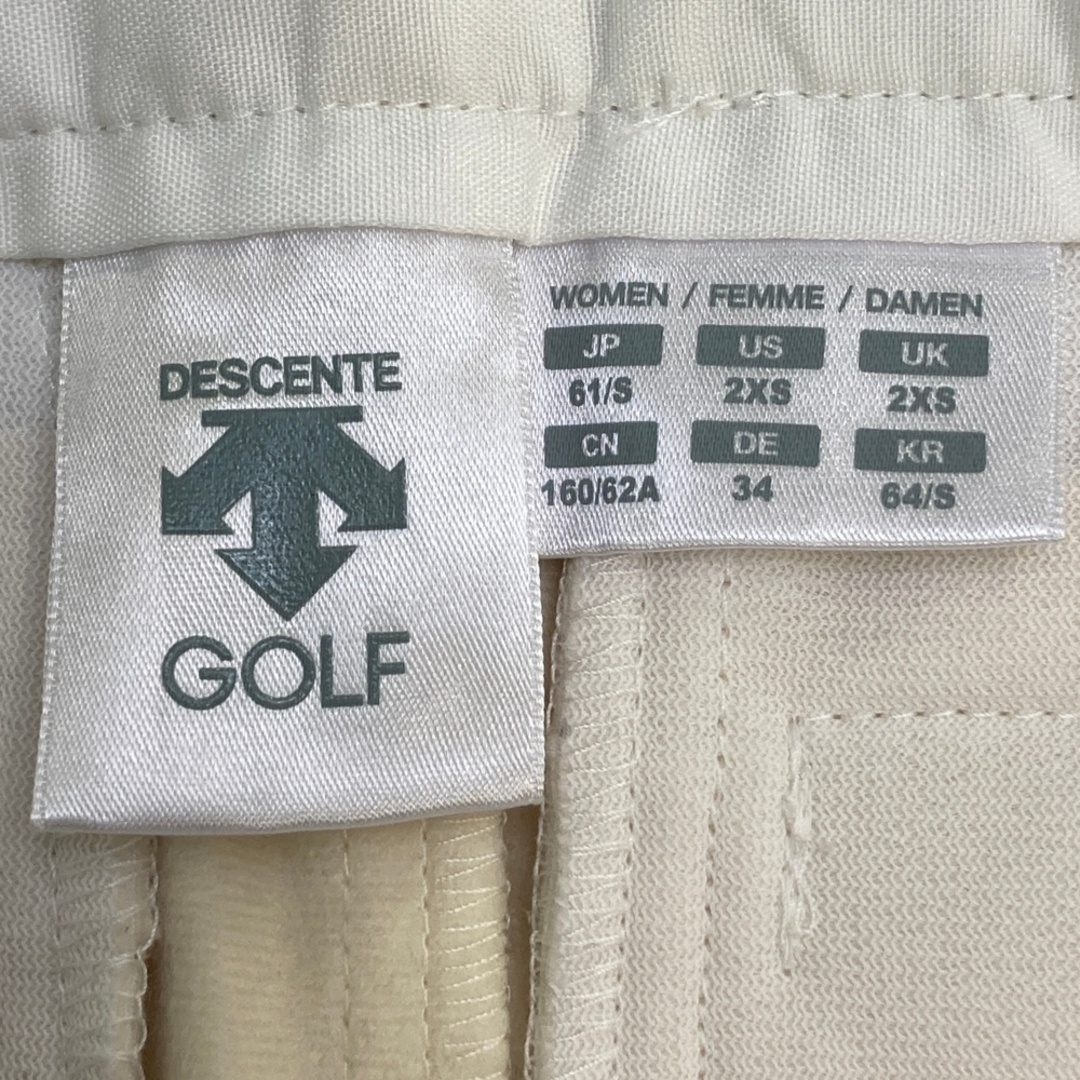 DESCENTE
GOLF
WOMEN / FEMME / DAMEN
JP US UK
61/S 2XS 2XS
CN DE KR
160/62A 34 64/S